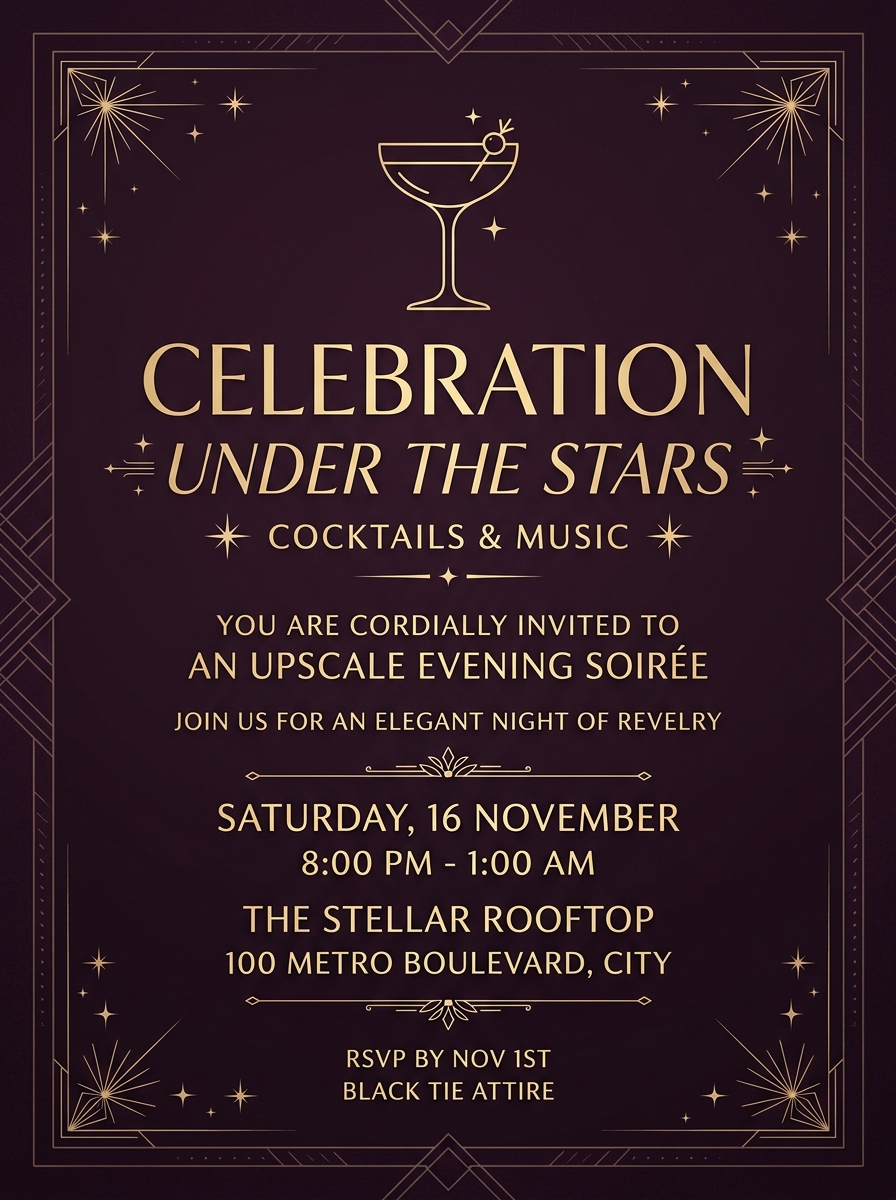 CELEBRATION
UNDER THE STARS
COCKTAILS & MUSIC
YOU ARE CORDIALLY INVITED TO
AN UPSCALE EVENING SOIRÉE
JOIN US FOR AN ELEGANT NIGHT OF REVELRY
SATURDAY, 16 NOVEMBER
8:00 PM - 1:00 AM
THE STELLAR ROOFTOP
100 METRO BOULEVARD, CITY
RSVP BY NOV 1ST
BLACK TIE ATTIRE